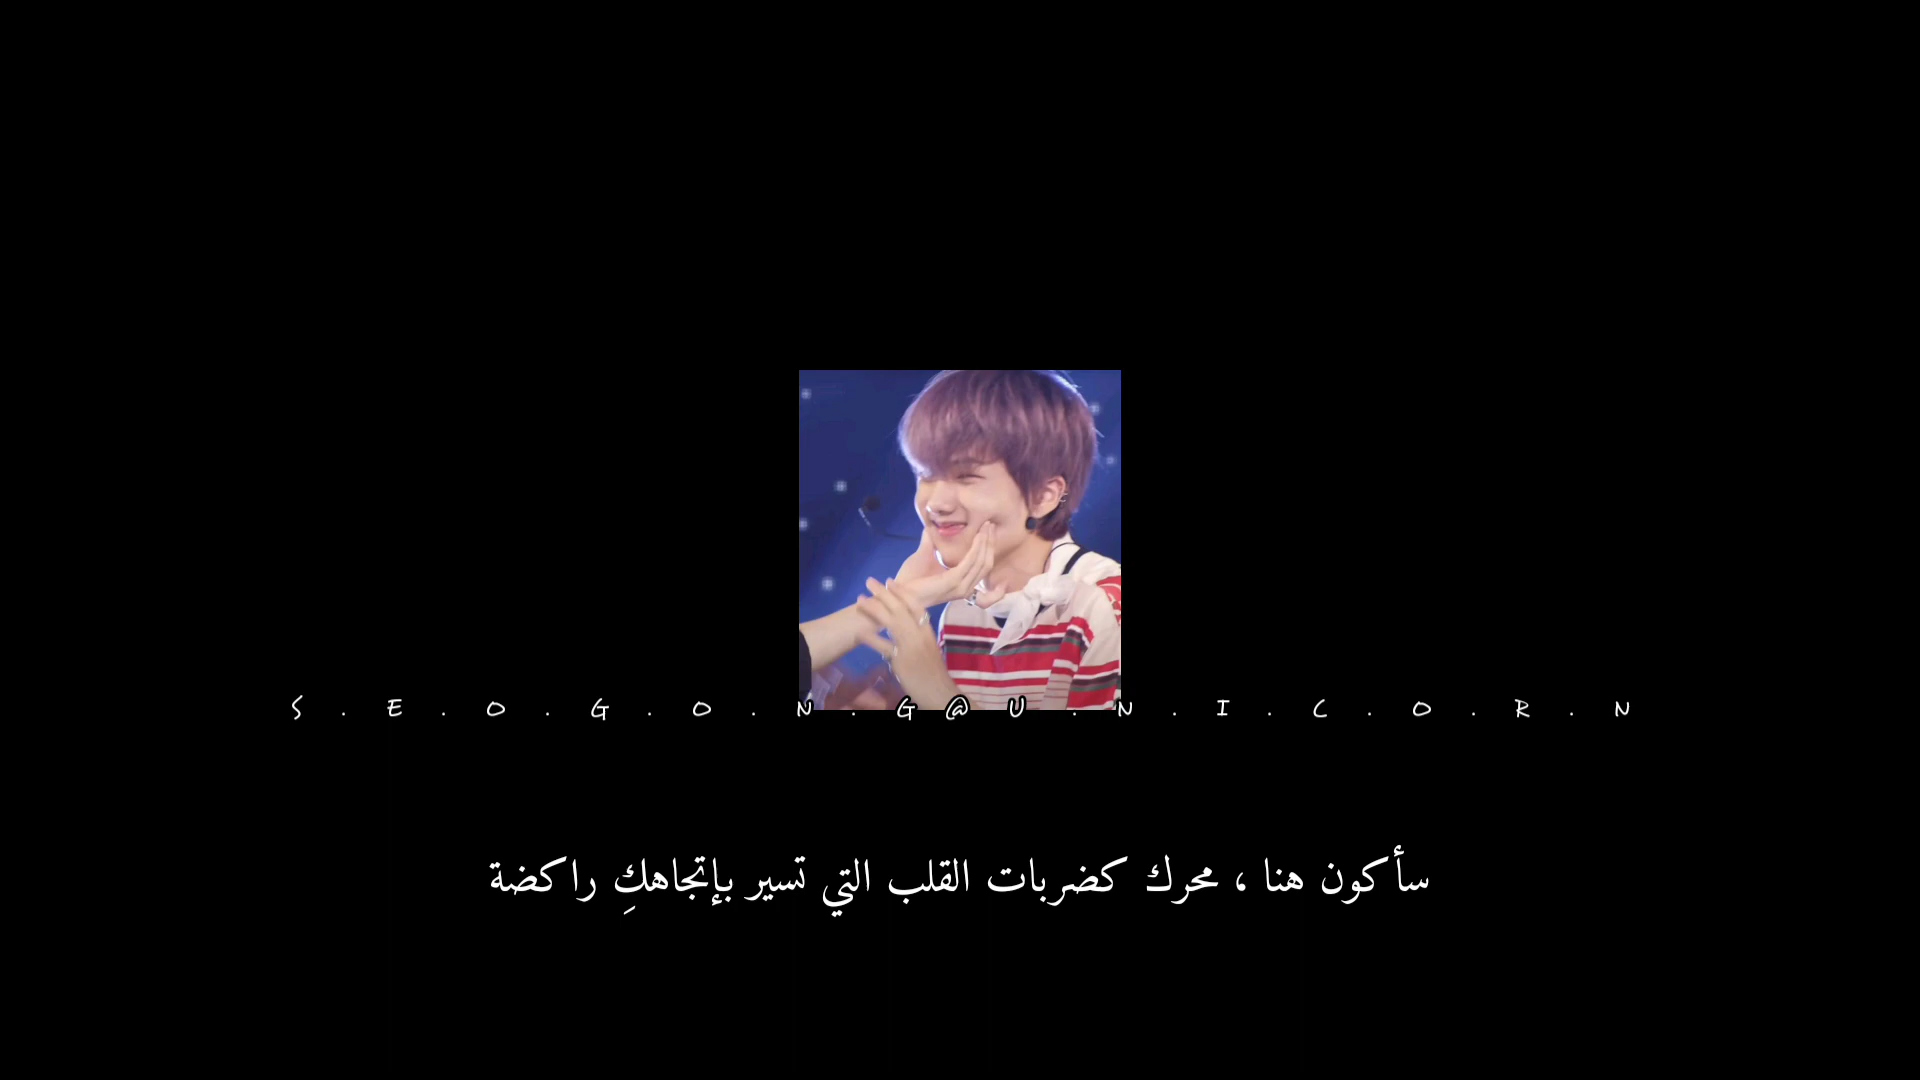 S . E . O . G . O . N . G @ U . N . I . C . O . R . N
سأكون هنا ، محرك كضربات القلب التي تسير بإتجاهكِ راكضة